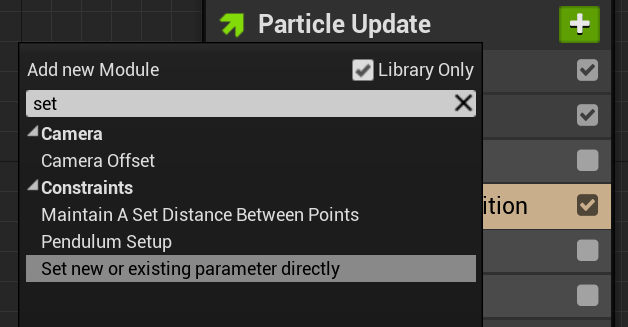 Particle Update
Add new Module
Library Only
set
Camera
Camera Offset
Constraints
Maintain A Set Distance Between Points
Pendulum Setup
Set new or existing parameter directly
ition